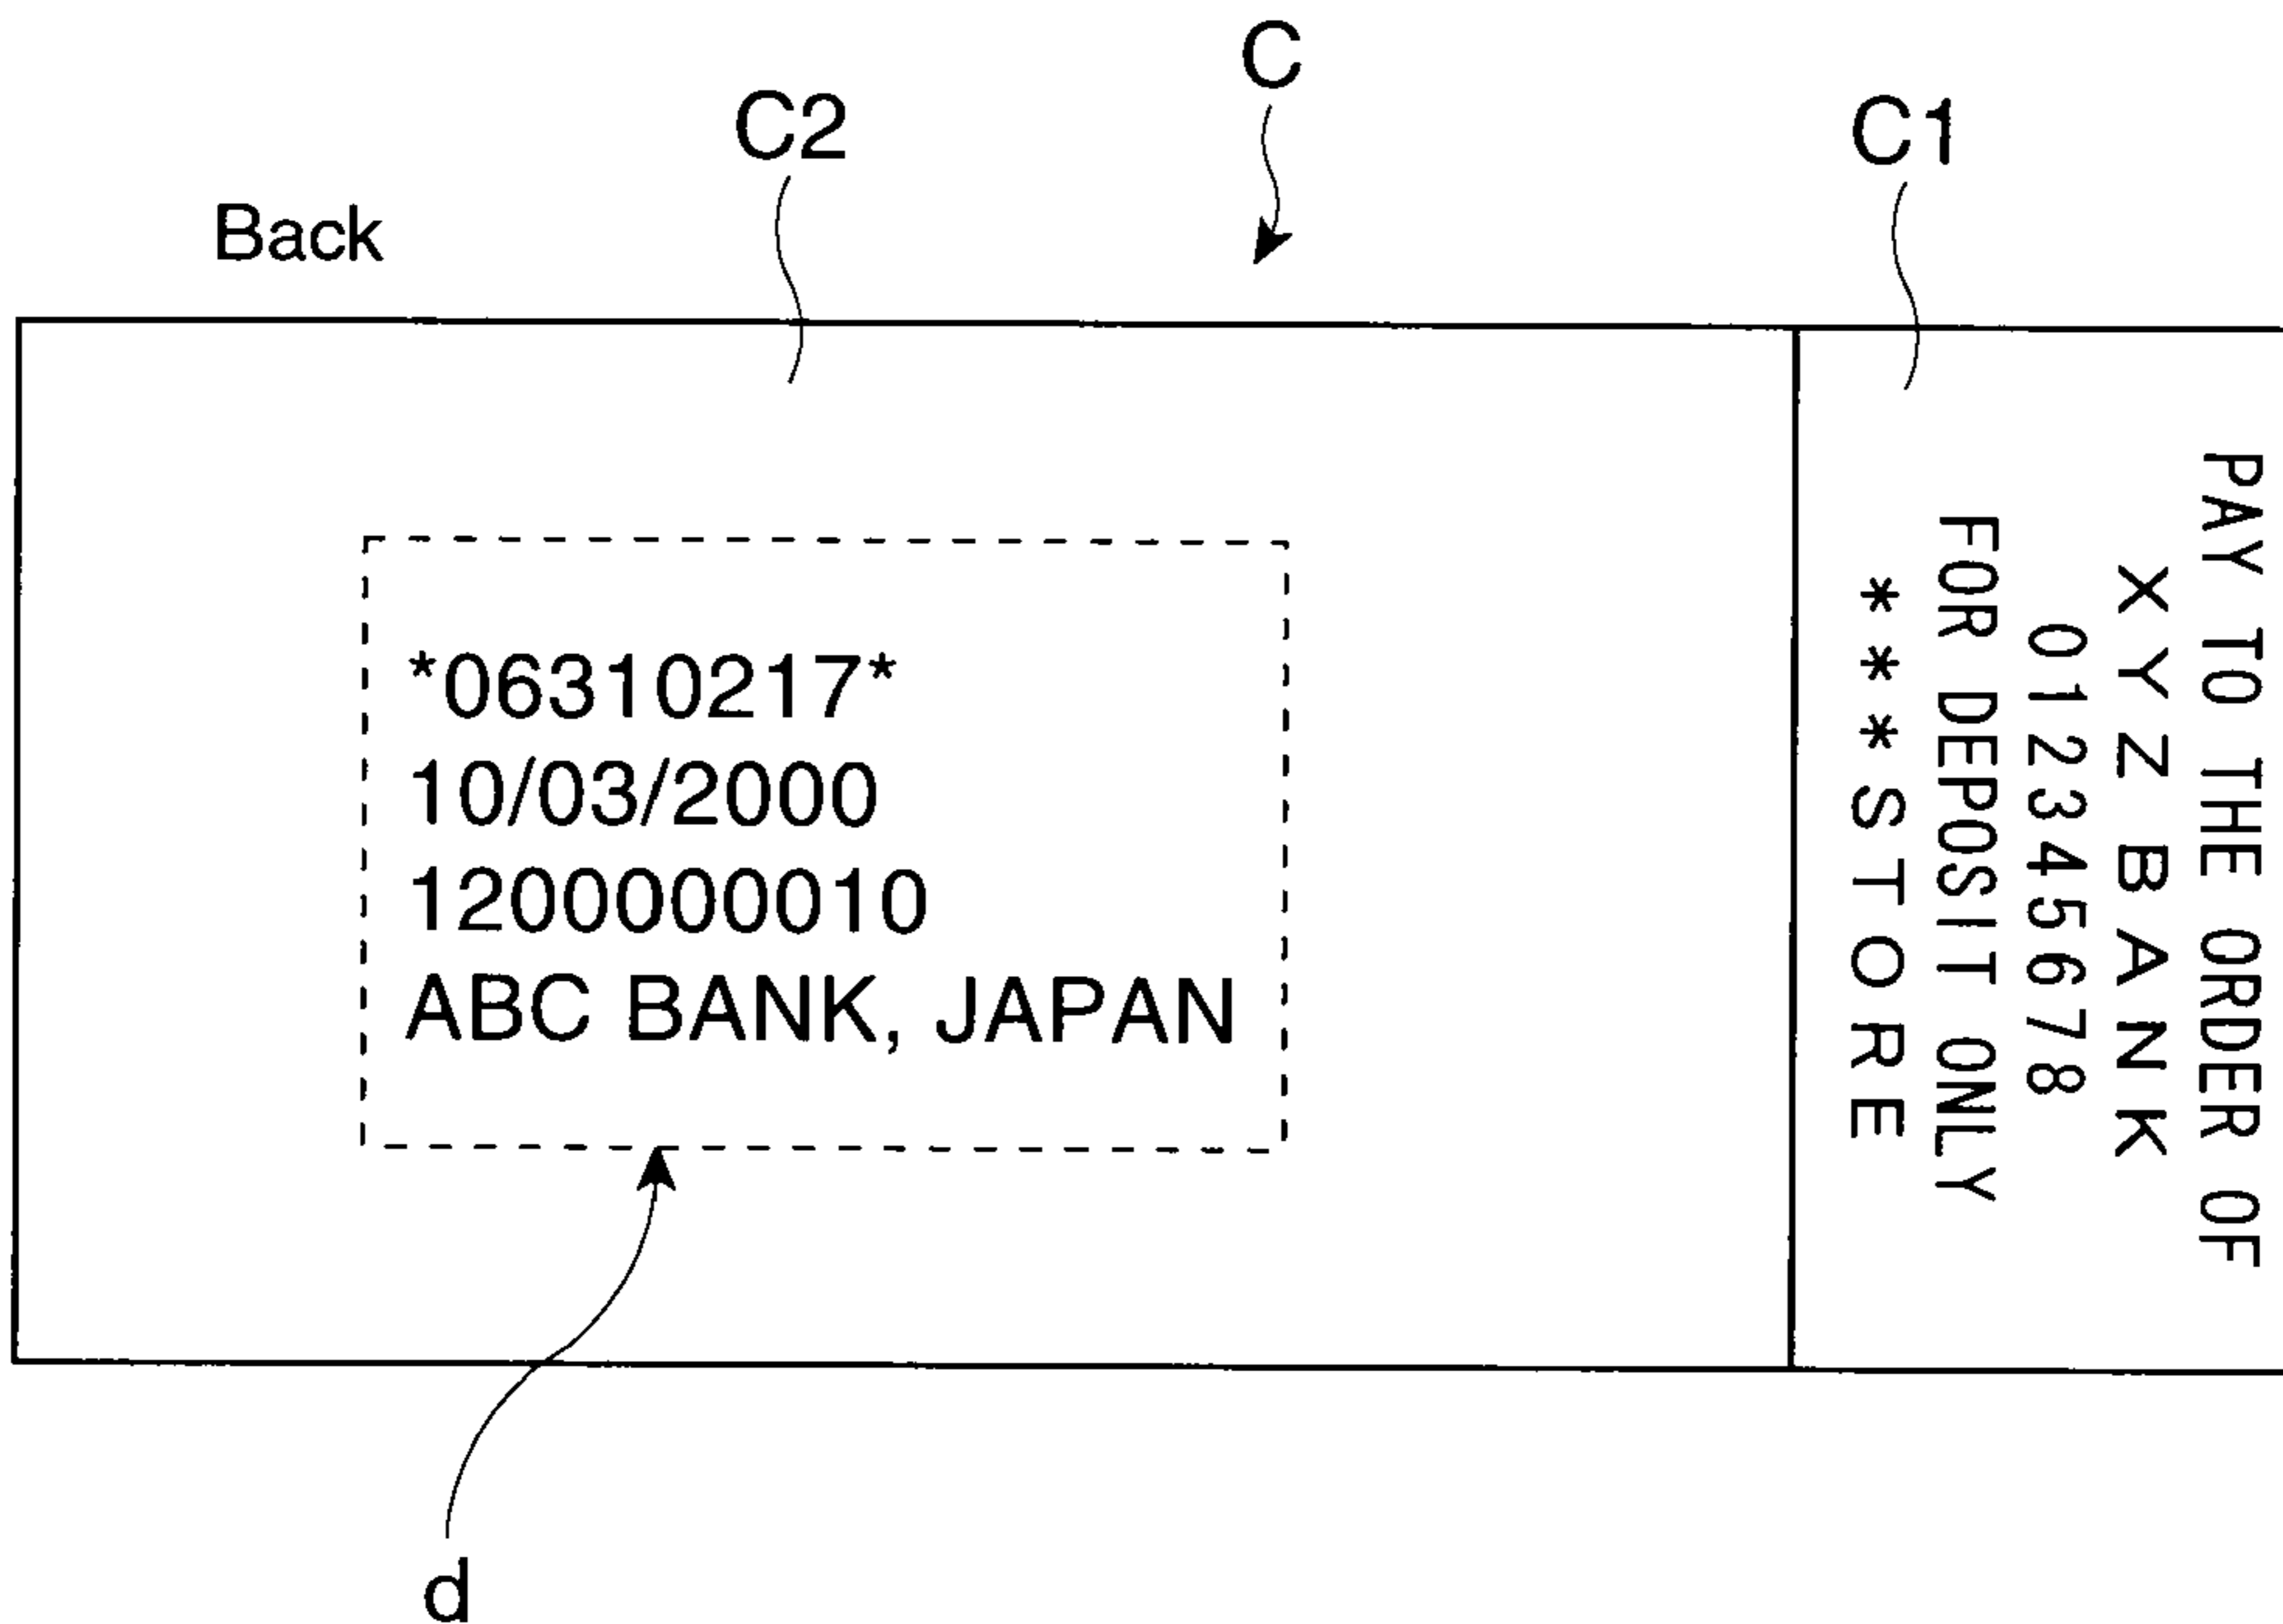 C
C2
C1
Back
*06310217*
10/03/2000
1200000010
ABC BANK, JAPAN
PAY TO THE ORDER OF
XYZ BANK
012345678
FOR DEPOSIT ONLY
***STORE
d